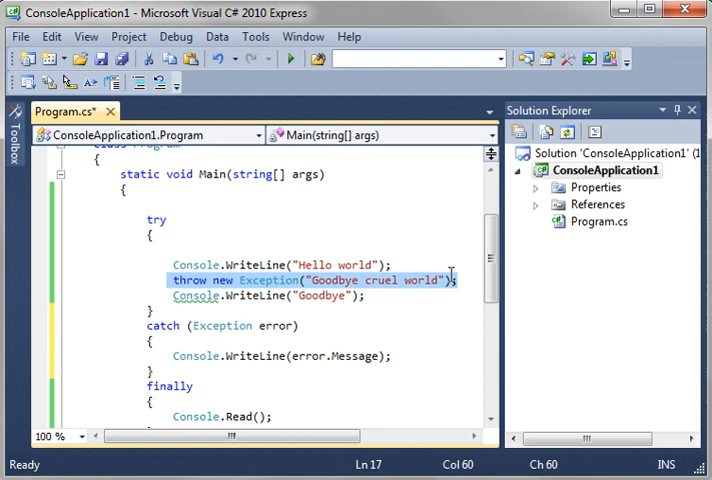 ConsoleApplication1 - Microsoft Visual C# 2010 Express
File Edit View Project Debug Data Tools Window Help
Program.cs*
ConsoleApplication1.Program
Main(string[] args)
Toolbox
class Program
{
static void Main(string[] args)
{
try
{
Console.WriteLine("Hello world");
throw new Exception("Goodbye cruel world");
Console.WriteLine("Goodbye");
}
catch (Exception error)
{
Console.WriteLine(error.Message);
}
finally
{
Console.Read();
100 %
Solution Explorer
Solution 'ConsoleApplication1' (1
ConsoleApplication1
Properties
References
Program.cs
Ready Ln 17 Col 60 Ch 60 INS